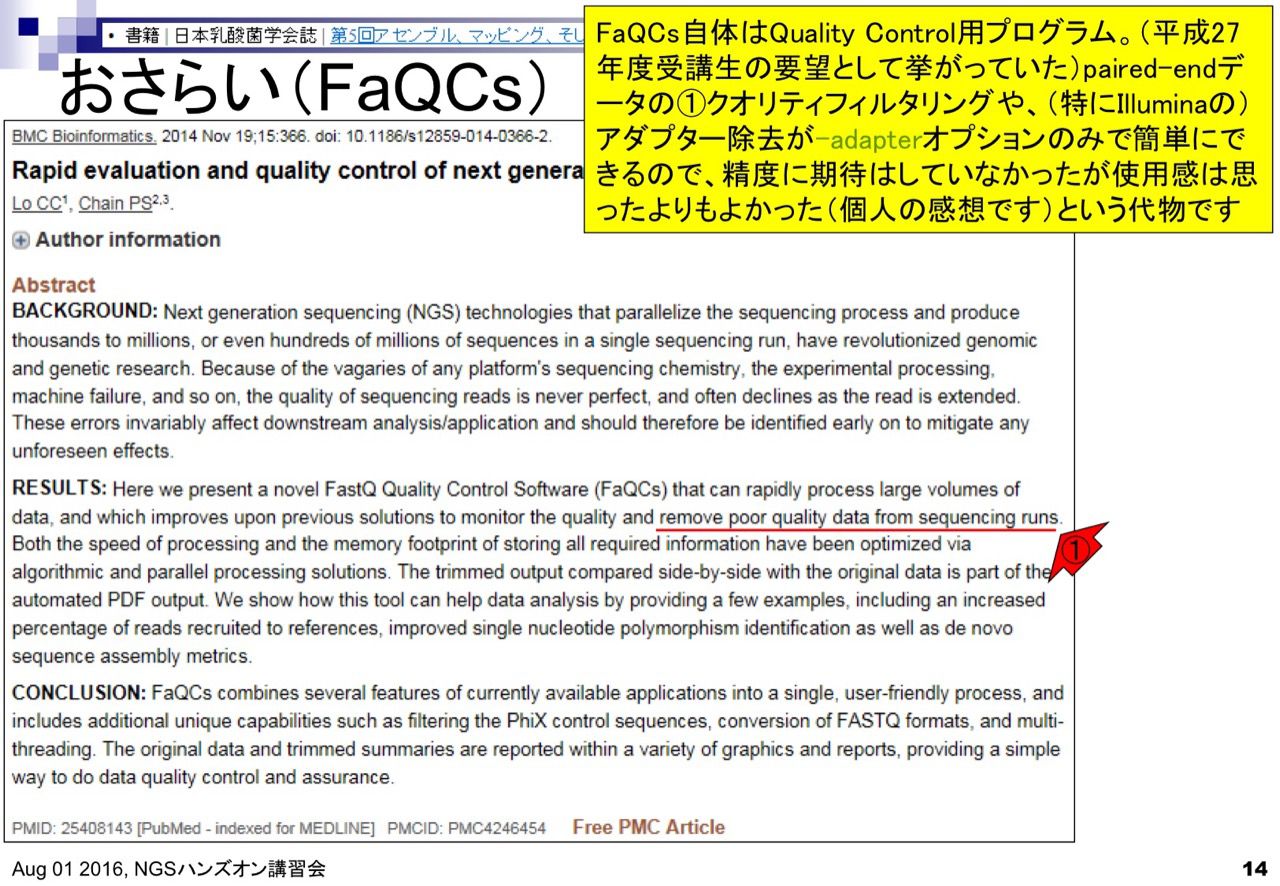 • 書籍 | 日本乳酸菌学会誌 | 第5回アセンブル、マッピング、そし
おさらい（FaQCs）
FaQCs自体はQuality Control用プログラム。（平成27
年度受講生の要望として挙がっていた）paired-endデ
ータの①クオリティフィルタリングや、（特にIlluminaの）
アダプター除去が-adapterオプションのみで簡単にで
きるので、精度に期待はしていなかったが使用感は思
ったよりもよかった（個人の感想です）という代物です
BMC Bioinformatics. 2014 Nov 19;15:366. doi: 10.1186/s12859-014-0366-2.
Rapid evaluation and quality control of next genera
Lo CC1, Chain PS2,3.
Author information
Abstract
BACKGROUND: Next generation sequencing (NGS) technologies that parallelize the sequencing process and produce
thousands to millions, or even hundreds of millions of sequences in a single sequencing run, have revolutionized genomic
and genetic research. Because of the vagaries of any platform's sequencing chemistry, the experimental processing,
machine failure, and so on, the quality of sequencing reads is never perfect, and often declines as the read is extended.
These errors invariably affect downstream analysis/application and should therefore be identified early on to mitigate any
unforeseen effects.
RESULTS: Here we present a novel FastQ Quality Control Software (FaQCs) that can rapidly process large volumes of
data, and which improves upon previous solutions to monitor the quality and remove poor quality data from sequencing runs.
Both the speed of processing and the memory footprint of storing all required information have been optimized via
①
algorithmic and parallel processing solutions. The trimmed output compared side-by-side with the original data is part of the
automated PDF output. We show how this tool can help data analysis by providing a few examples, including an increased
percentage of reads recruited to references, improved single nucleotide polymorphism identification as well as de novo
sequence assembly metrics.
CONCLUSION: FaQCs combines several features of currently available applications into a single, user-friendly process, and
includes additional unique capabilities such as filtering the PhiX control sequences, conversion of FASTQ formats, and multi-
threading. The original data and trimmed summaries are reported within a variety of graphics and reports, providing a simple
way to do data quality control and assurance.
PMID: 25408143 [PubMed - indexed for MEDLINE] PMCID: PMC4246454 Free PMC Article
Aug 01 2016, NGSハンズオン講習会
14